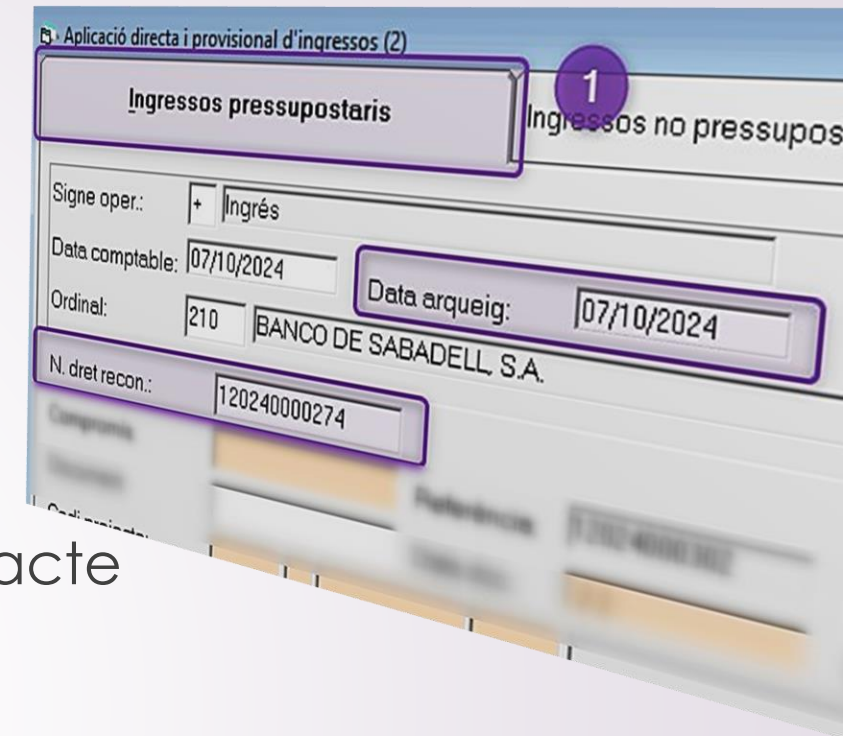 Aplicació directa i provisional d'ingressos (2)
Ingressos pressupostaris
1
Ingressos no pressupos
Signe oper.: + Ingrés
Data comptable: 07/10/2024 Data arqueig: 07/10/2024
Ordinal: 210 BANCO DE SABADELL, S.A.
N. dret recon.: 120240000274
acte